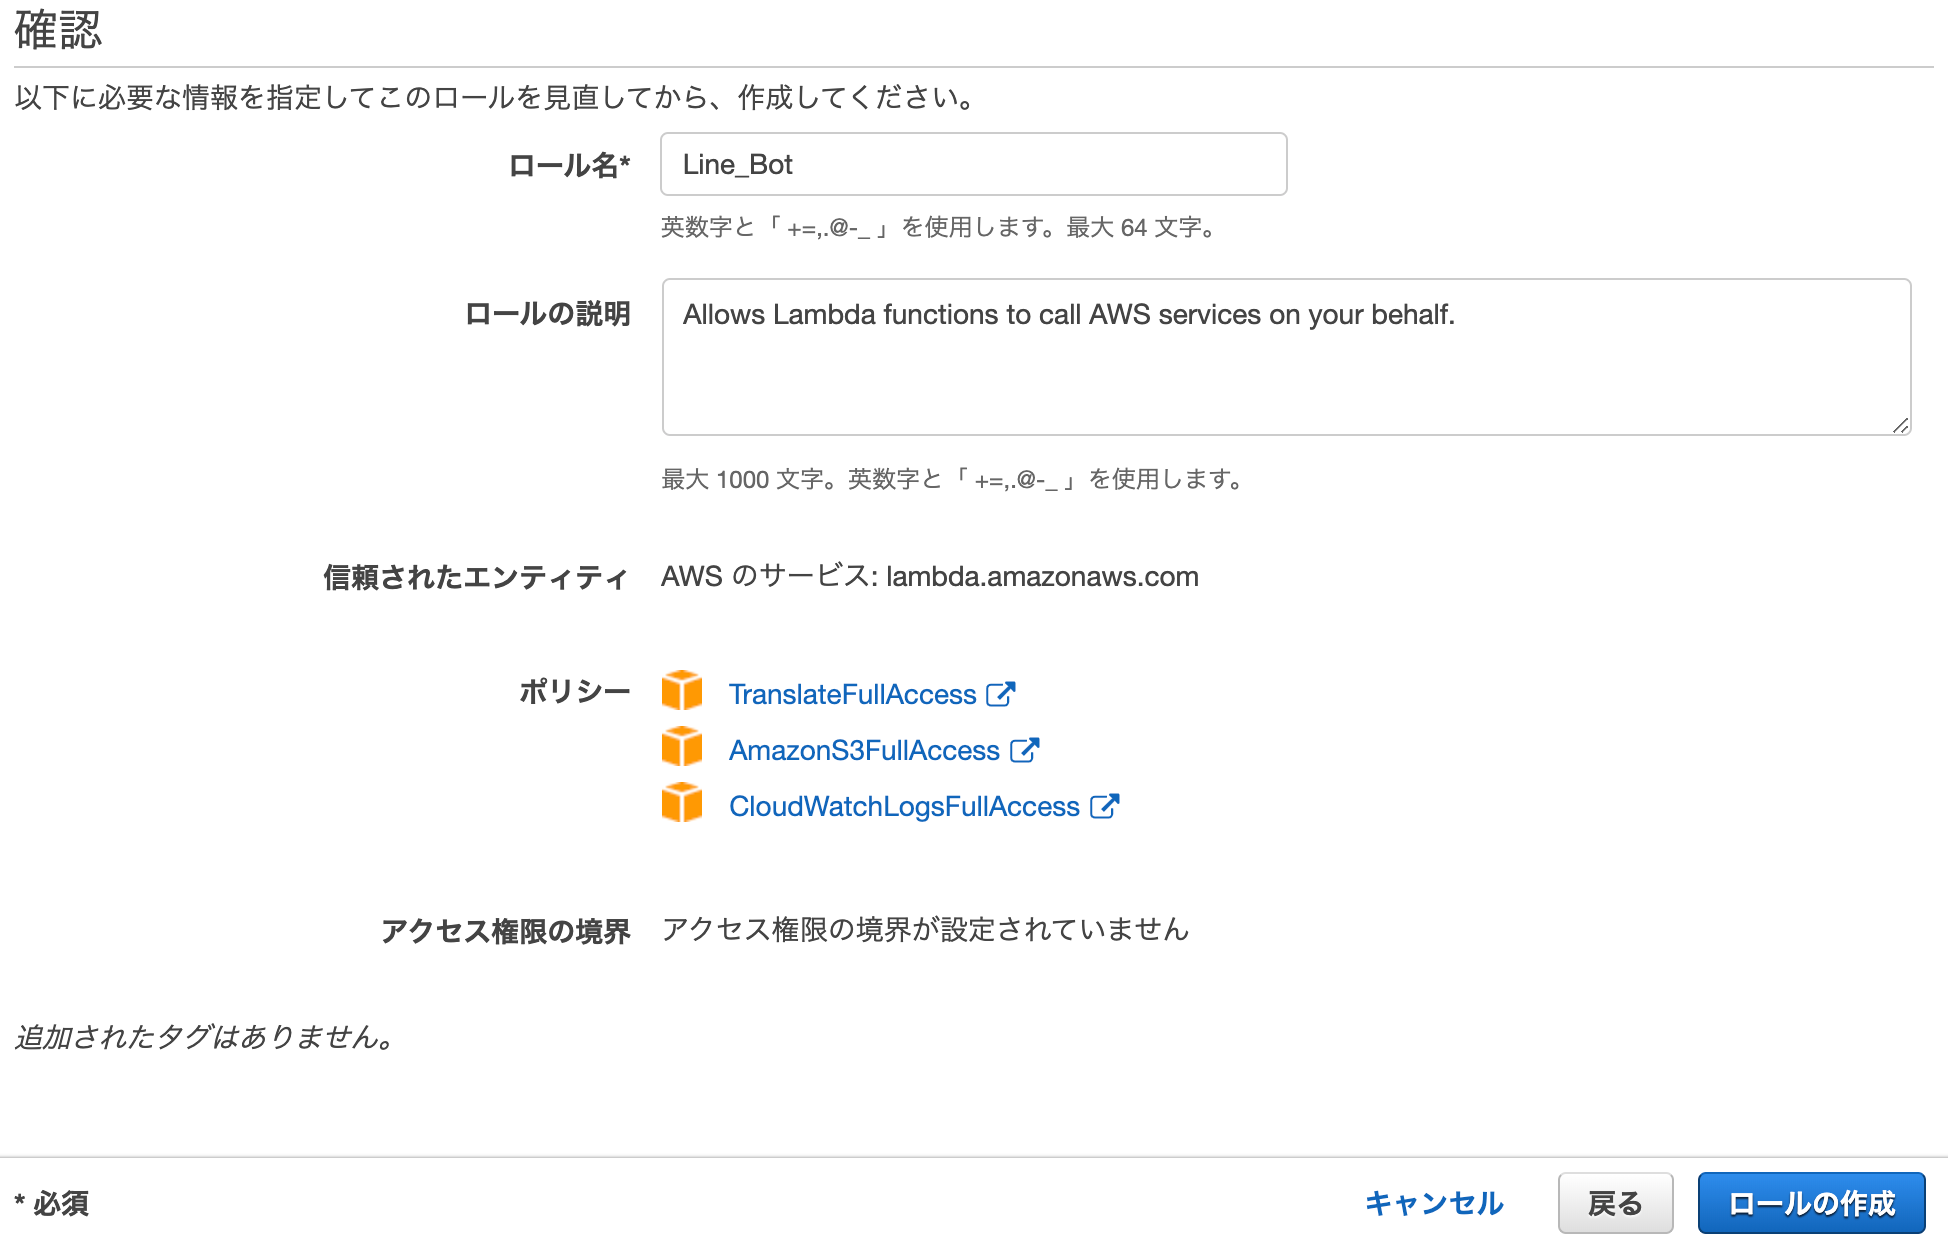 確認
以下に必要な情報を指定してこのロールを見直してから、作成してください。
ロール名* Line_Bot
英数字と「 +=,.@-_ 」を使用します。最大 64 文字。
ロールの説明 Allows Lambda functions to call AWS services on your behalf.
最大 1000 文字。英数字と「 +=,.@-_ 」を使用します。
信頼されたエンティティ AWS のサービス: lambda.amazonaws.com
ポリシー TranslateFullAccess
AmazonS3FullAccess
CloudWatchLogsFullAccess
アクセス権限の境界 アクセス権限の境界が設定されていません
追加されたタグはありません。
* 必須 キャンセル 戻る ロールの作成